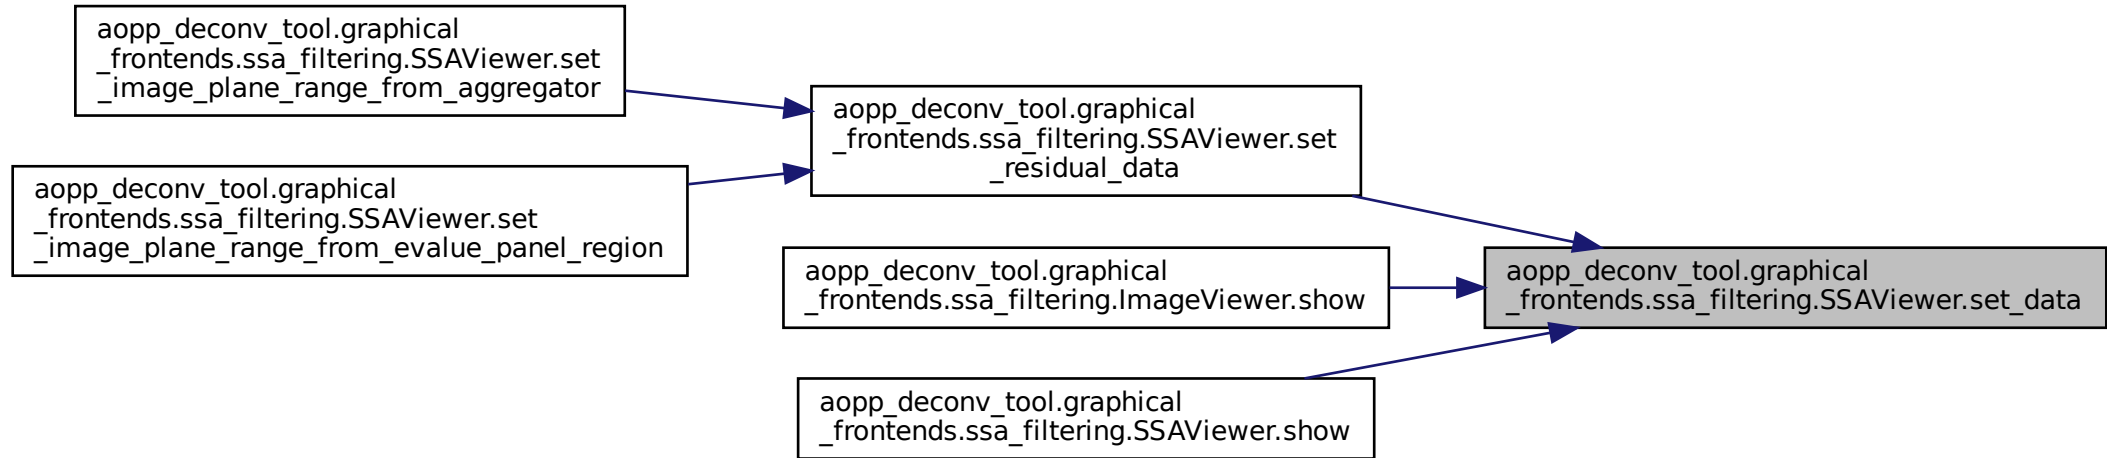 aopp_deconv_tool.graphical
_frontends.ssa_filtering.SSAViewer.set
_image_plane_range_from_aggregator
aopp_deconv_tool.graphical
_frontends.ssa_filtering.SSAViewer.set
_residual_data
aopp_deconv_tool.graphical
_frontends.ssa_filtering.SSAViewer.set
_image_plane_range_from_evalue_panel_region
aopp_deconv_tool.graphical
_frontends.ssa_filtering.ImageViewer.show
aopp_deconv_tool.graphical
_frontends.ssa_filtering.SSAViewer.set_data
aopp_deconv_tool.graphical
_frontends.ssa_filtering.SSAViewer.show